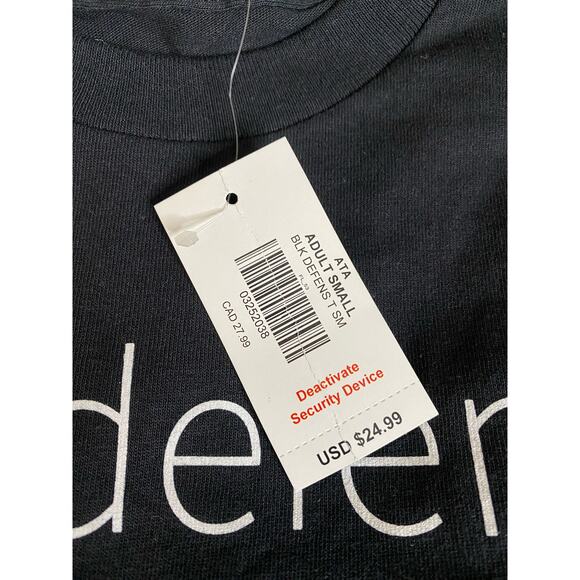 ATA
ADULT SMALL
BLK DEFENS T SM
03252038
CAD 27.99
Deactivate
Security Device
USD $24.99
defen